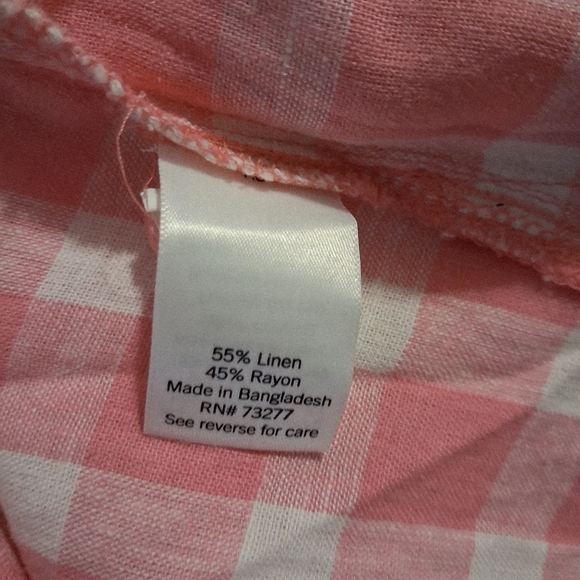 55% Linen
45% Rayon
Made in Bangladesh
RN# 73277
See reverse for care